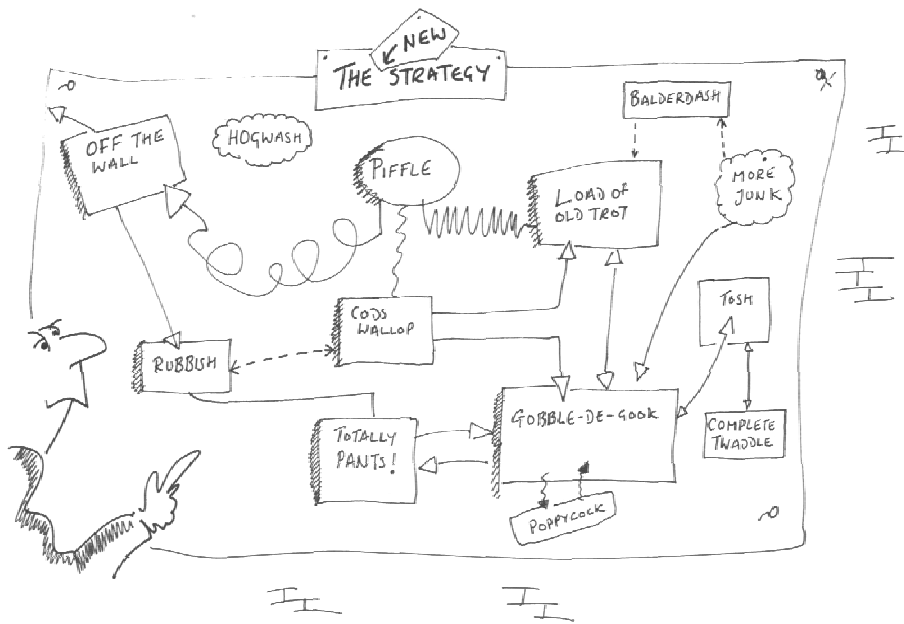 NEW
THE STRATEGY
BALDERDASH
OFF THE
WALL
HOGWASH
PIFFLE
LOAD OF
OLD TROT
MORE
JUNK
TOSH
CODS
WALLOP
RUBBISH
GOBBLE-DE-GOOK
TOTALLY
PANTS!
COMPLETE
TWADDLE
POPPYCOCK